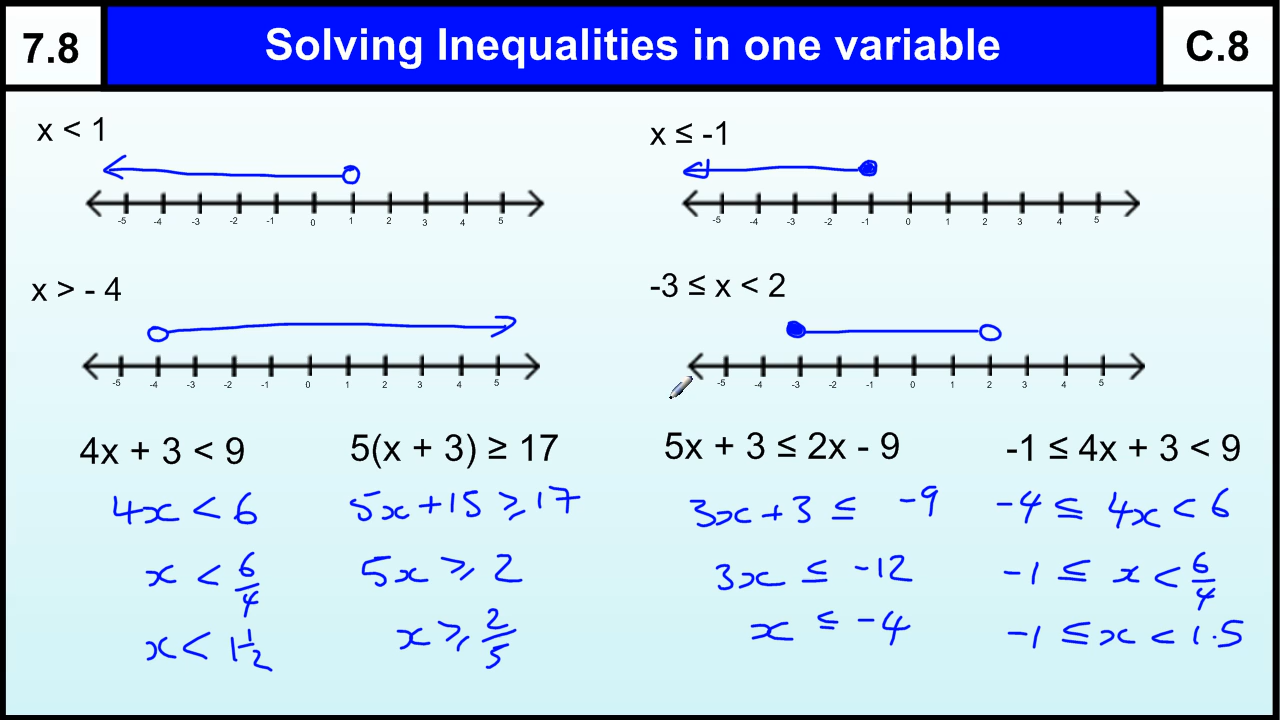 7.8
Solving Inequalities in one variable
C.8
x < 1
-5 -4 -3 -2 -1 0 1 2 3 4 5
x ≤ -1
-5 -4 -3 -2 -1 0 1 2 3 4 5
x > - 4
-5 -4 -3 -2 -1 0 1 2 3 4 5
-3 ≤ x < 2
-5 -4 -3 -2 -1 0 1 2 3 4 5
4x + 3 < 9
4x < 6
x < 6/4
x < 1 1/2
5(x + 3) ≥ 17
5x + 15 ≥ 17
5x ≥ 2
x ≥ 2/5
5x + 3 ≤ 2x - 9
3x + 3 ≤ -9
3x ≤ -12
x ≤ -4
-1 ≤ 4x + 3 < 9
-4 ≤ 4x < 6
-1 ≤ x < 6/4
-1 ≤ x < 1.5